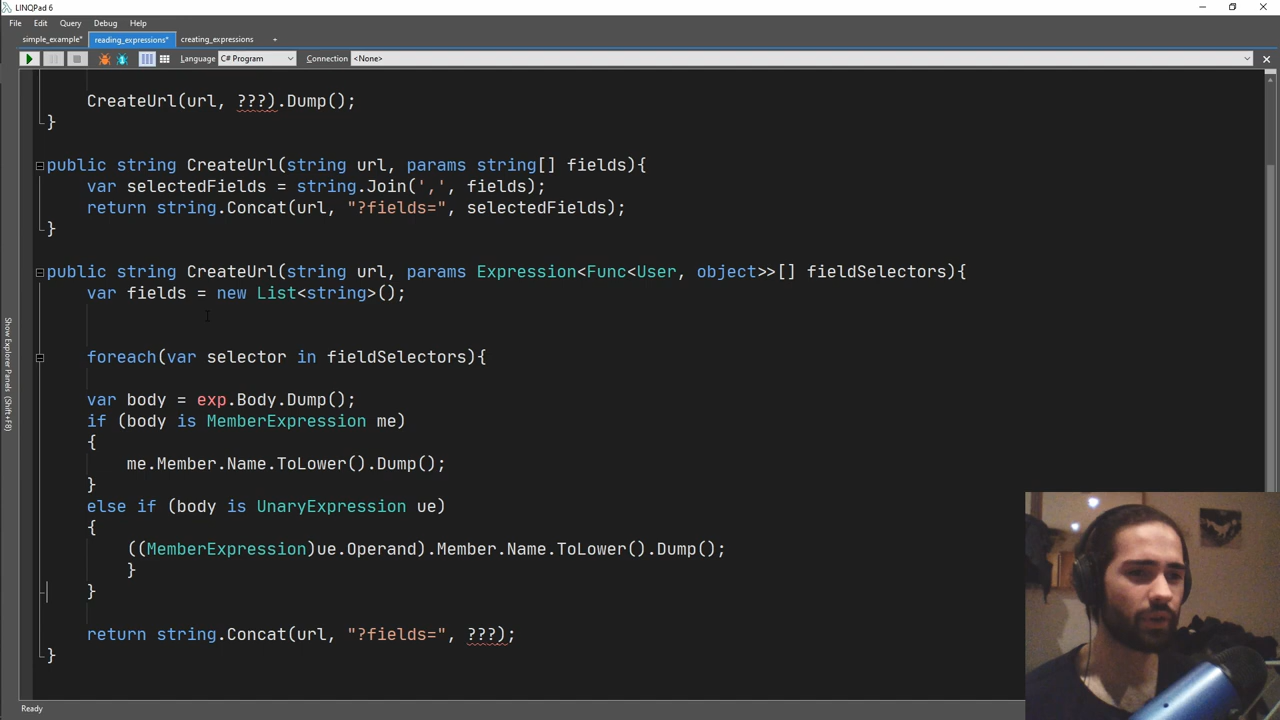 LINQPad 6
File Edit Query Debug Help
simple_example* reading_expressions* creating_expressions +
Language C# Program Connection <None>
CreateUrl(url, ???).Dump();
}
public string CreateUrl(string url, params string[] fields){
var selectedFields = string.Join(',', fields);
return string.Concat(url, "?fields=", selectedFields);
}
public string CreateUrl(string url, params Expression<Func<User, object>>[] fieldSelectors){
var fields = new List<string>();
foreach(var selector in fieldSelectors){
var body = exp.Body.Dump();
if (body is MemberExpression me)
{
me.Member.Name.ToLower().Dump();
}
else if (body is UnaryExpression ue)
{
((MemberExpression)ue.Operand).Member.Name.ToLower().Dump();
}
}
return string.Concat(url, "?fields=", ???);
}
Show Explorer Panels (Shift+F8)
Ready